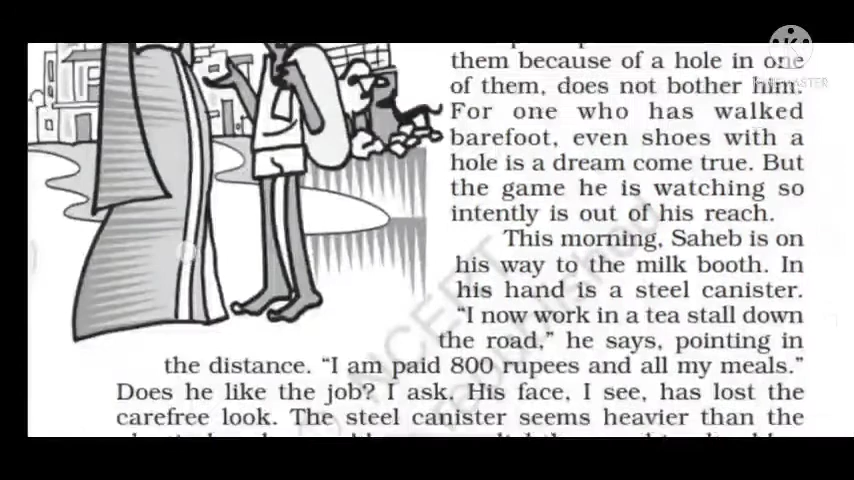 them because of a hole in one
of them, does not bother him.
For one who has walked
barefoot, even shoes with a
hole is a dream come true. But
the game he is watching so
intently is out of his reach.
This morning, Saheb is on
his way to the milk booth. In
his hand is a steel canister.
“I now work in a tea stall down
the road,” he says, pointing in
the distance. “I am paid 800 rupees and all my meals.”
Does he like the job? I ask. His face, I see, has lost the
carefree look. The steel canister seems heavier than the